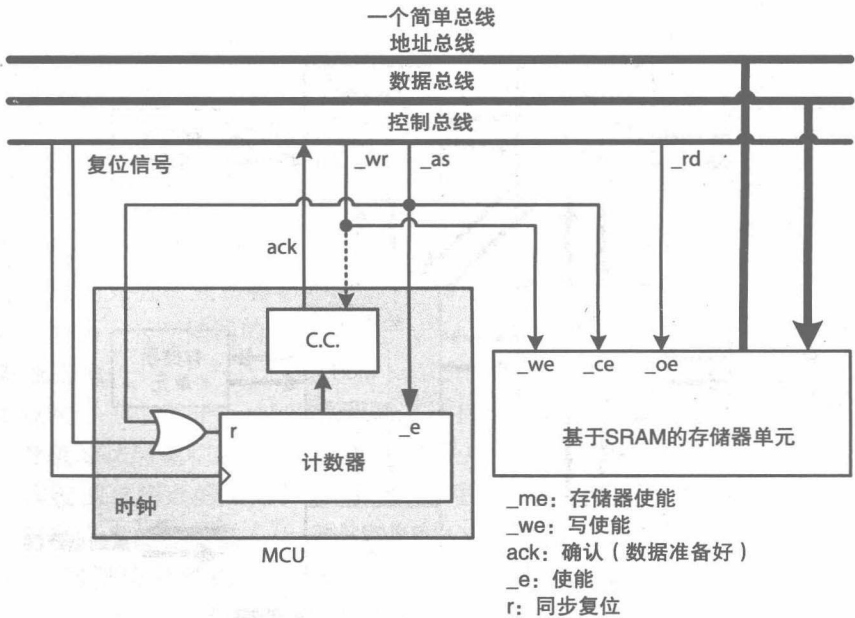 一个简单总线
地址总线
数据总线
控制总线
复位信号
_wr
_as
_rd
ack
C.C.
_we
_ce
_oe
r
_e
计数器
基于SRAM的存储器单元
时钟
MCU
_me：存储器使能
_we：写使能
ack：确认（数据准备好）
_e：使能
r：同步复位